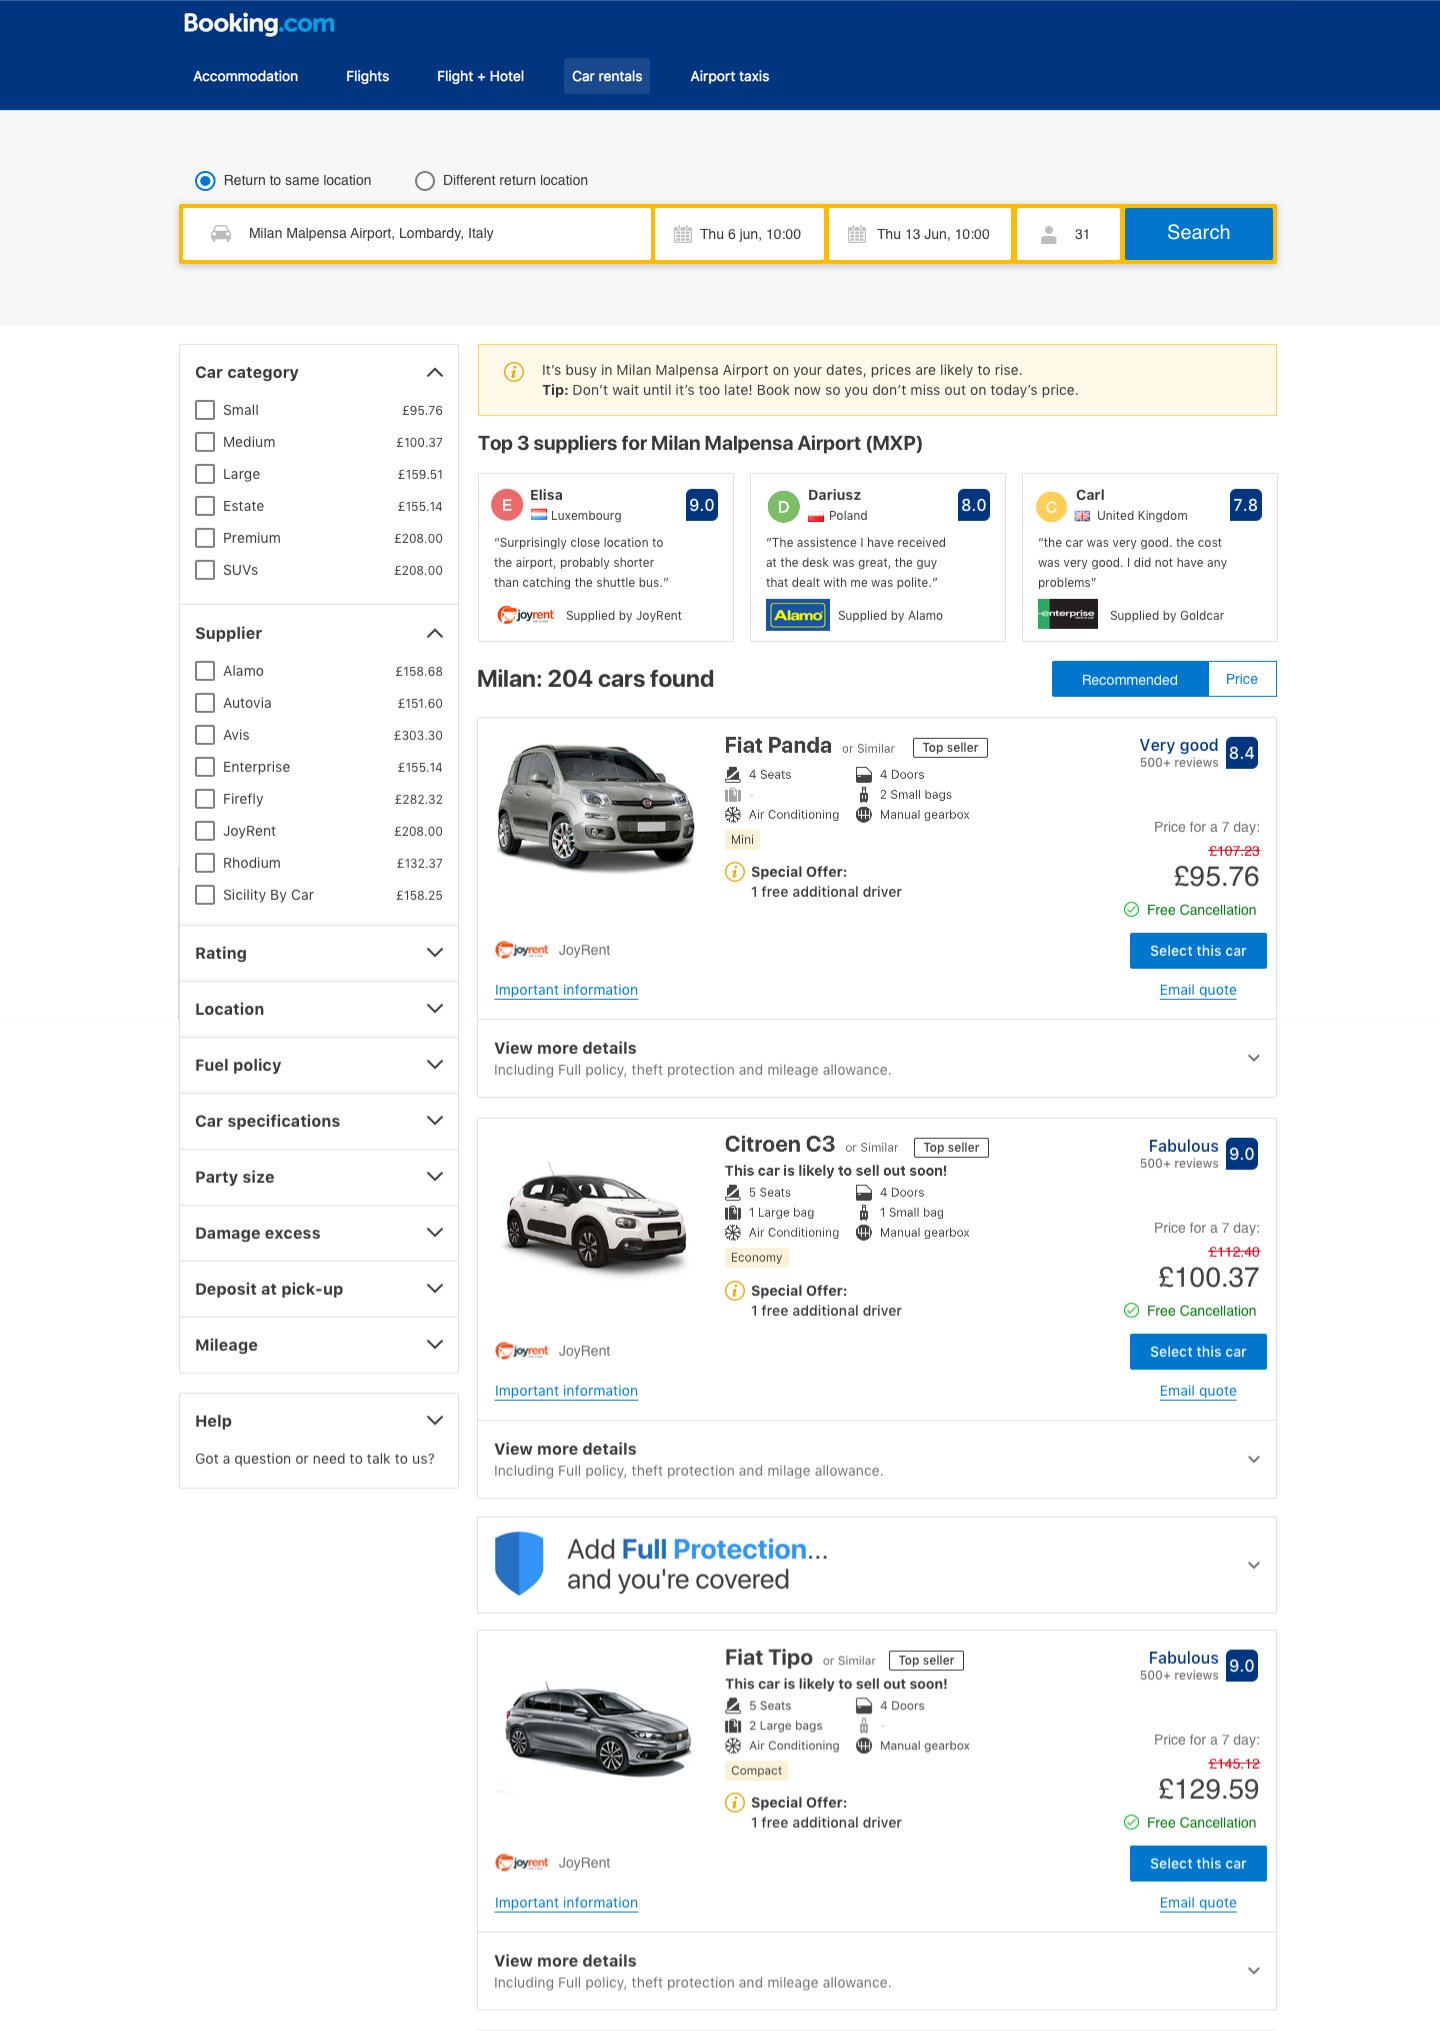 Booking.com
Accommodation
Flights
Flight + Hotel
Car rentals
Airport taxis
Return to same location
Different return location
Milan Malpensa Airport, Lombardy, Italy
Thu 6 jun, 10:00
Thu 13 Jun, 10:00
31
Search
Car category
Small £95.76
Medium £100.37
Large £159.51
Estate £155.14
Premium £208.00
SUVs £208.00
Supplier
Alamo £158.68
Autovia £151.60
Avis £303.30
Enterprise £155.14
Firefly £282.32
JoyRent £208.00
Rhodium £132.37
Sicility By Car £158.25
Rating
Location
Fuel policy
Car specifications
Party size
Damage excess
Deposit at pick-up
Mileage
Help
Got a question or need to talk to us?
It's busy in Milan Malpensa Airport on your dates, prices are likely to rise.
Tip: Don't wait until it's too late! Book now so you don't miss out on today's price.
Top 3 suppliers for Milan Malpensa Airport (MXP)
E
Elisa
Luxembourg
9.0
“Surprisingly close location to
the airport, probably shorter
than catching the shuttle bus.”
joyrent
Supplied by JoyRent
D
Dariusz
Poland
8.0
“The assistence I have received
at the desk was great, the guy
that dealt with me was polite.”
Alamo
Supplied by Alamo
C
Carl
United Kingdom
7.8
“the car was very good. the cost
was very good. I did not have any
problems”
enterprise
Supplied by Goldcar
Milan: 204 cars found
Recommended
Price
Fiat Panda or Similar Top seller
4 Seats 4 Doors
- 2 Small bags
Air Conditioning Manual gearbox
Mini
Special Offer:
1 free additional driver
Very good
500+ reviews
8.4
Price for a 7 day:
£107.23
£95.76
Free Cancellation
joyrent JoyRent
Select this car
Important information
Email quote
View more details
Including Full policy, theft protection and mileage allowance.
Citroen C3 or Similar Top seller
This car is likely to sell out soon!
5 Seats 4 Doors
1 Large bag 1 Small bag
Air Conditioning Manual gearbox
Economy
Special Offer:
1 free additional driver
Fabulous
500+ reviews
9.0
Price for a 7 day:
£112.40
£100.37
Free Cancellation
joyrent JoyRent
Select this car
Important information
Email quote
View more details
Including Full policy, theft protection and milage allowance.
Add Full Protection...
and you're covered
Fiat Tipo or Similar Top seller
This car is likely to sell out soon!
5 Seats 4 Doors
2 Large bags -
Air Conditioning Manual gearbox
Compact
Special Offer:
1 free additional driver
Fabulous
500+ reviews
9.0
Price for a 7 day:
£145.12
£129.59
Free Cancellation
joyrent JoyRent
Select this car
Important information
Email quote
View more details
Including Full policy, theft protection and mileage allowance.